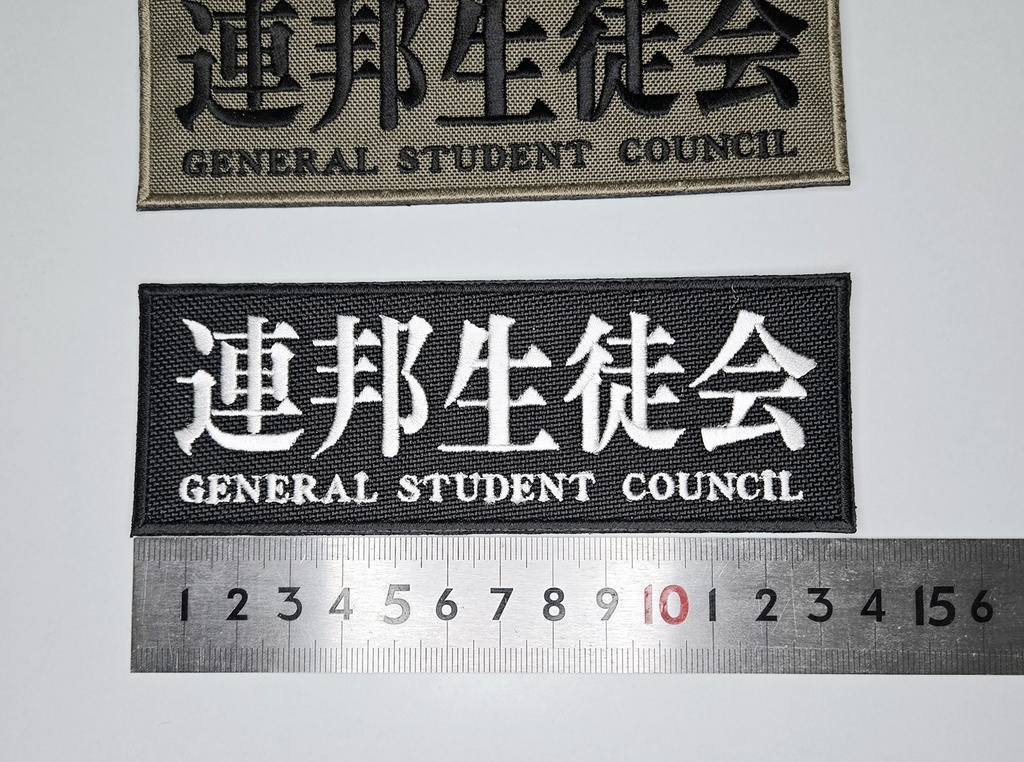 連邦生徒会
GENERAL STUDENT COUNCIL
連邦生徒会
GENERAL STUDENT COUNCIL
1 2 3 4 5 6 7 8 9 10 1 2 3 4 15 6